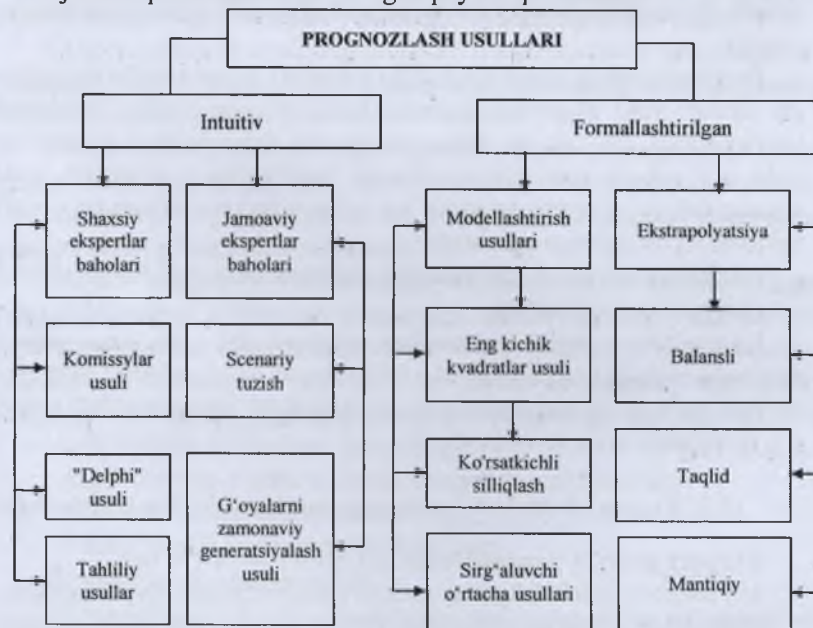 PROGNOZLASH USULLARI
Intuitiv
Formallashtirilgan
Shaxsiy
ekspertlar
baholari
Jamoaviy
ekspertlar
baholari
Modellashtirish
usullari
Ekstrapolyatsiya
Komissylar
usuli
Scenariy
tuzish
Eng kichik
kvadratlar usuli
Balansli
"Delphi"
usuli
G‘oyalarni
zamonaviy
generatsiyalash
usuli
Ko'rsatkichli
silliqlash
Taqlid
Tahliliy
usullar
Sirg‘aluvchi
o‘rtacha usullari
Mantiqiy